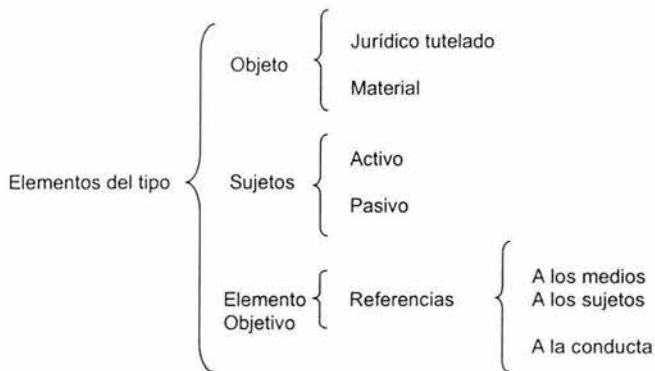 Elementos del tipo
Objeto
Jurídico tutelado
Material
Sujetos
Activo
Pasivo
Elemento
Objetivo
Referencias
A los medios
A los sujetos
A la conducta